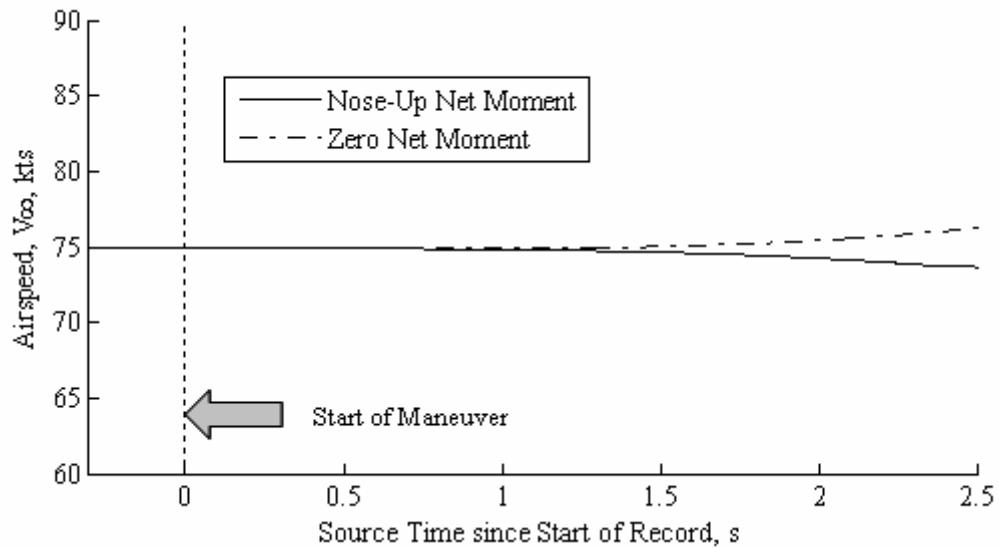 90
85
80
75
70
65
60
Airspeed, V∞, kts
Nose-Up Net Moment
Zero Net Moment
Start of Maneuver
0
0.5
1
1.5
2
2.5
Source Time since Start of Record, s